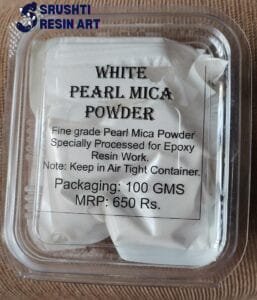 SRUSHTI
RESIN ART
WHITE
PEARL MICA
POWDER
Fine grade Pearl Mica Powder
Specially Processed for Epoxy
Resin Work.
Note: Keep in Air Tight Container.
Packaging: 100 GMS
MRP: 650 Rs.